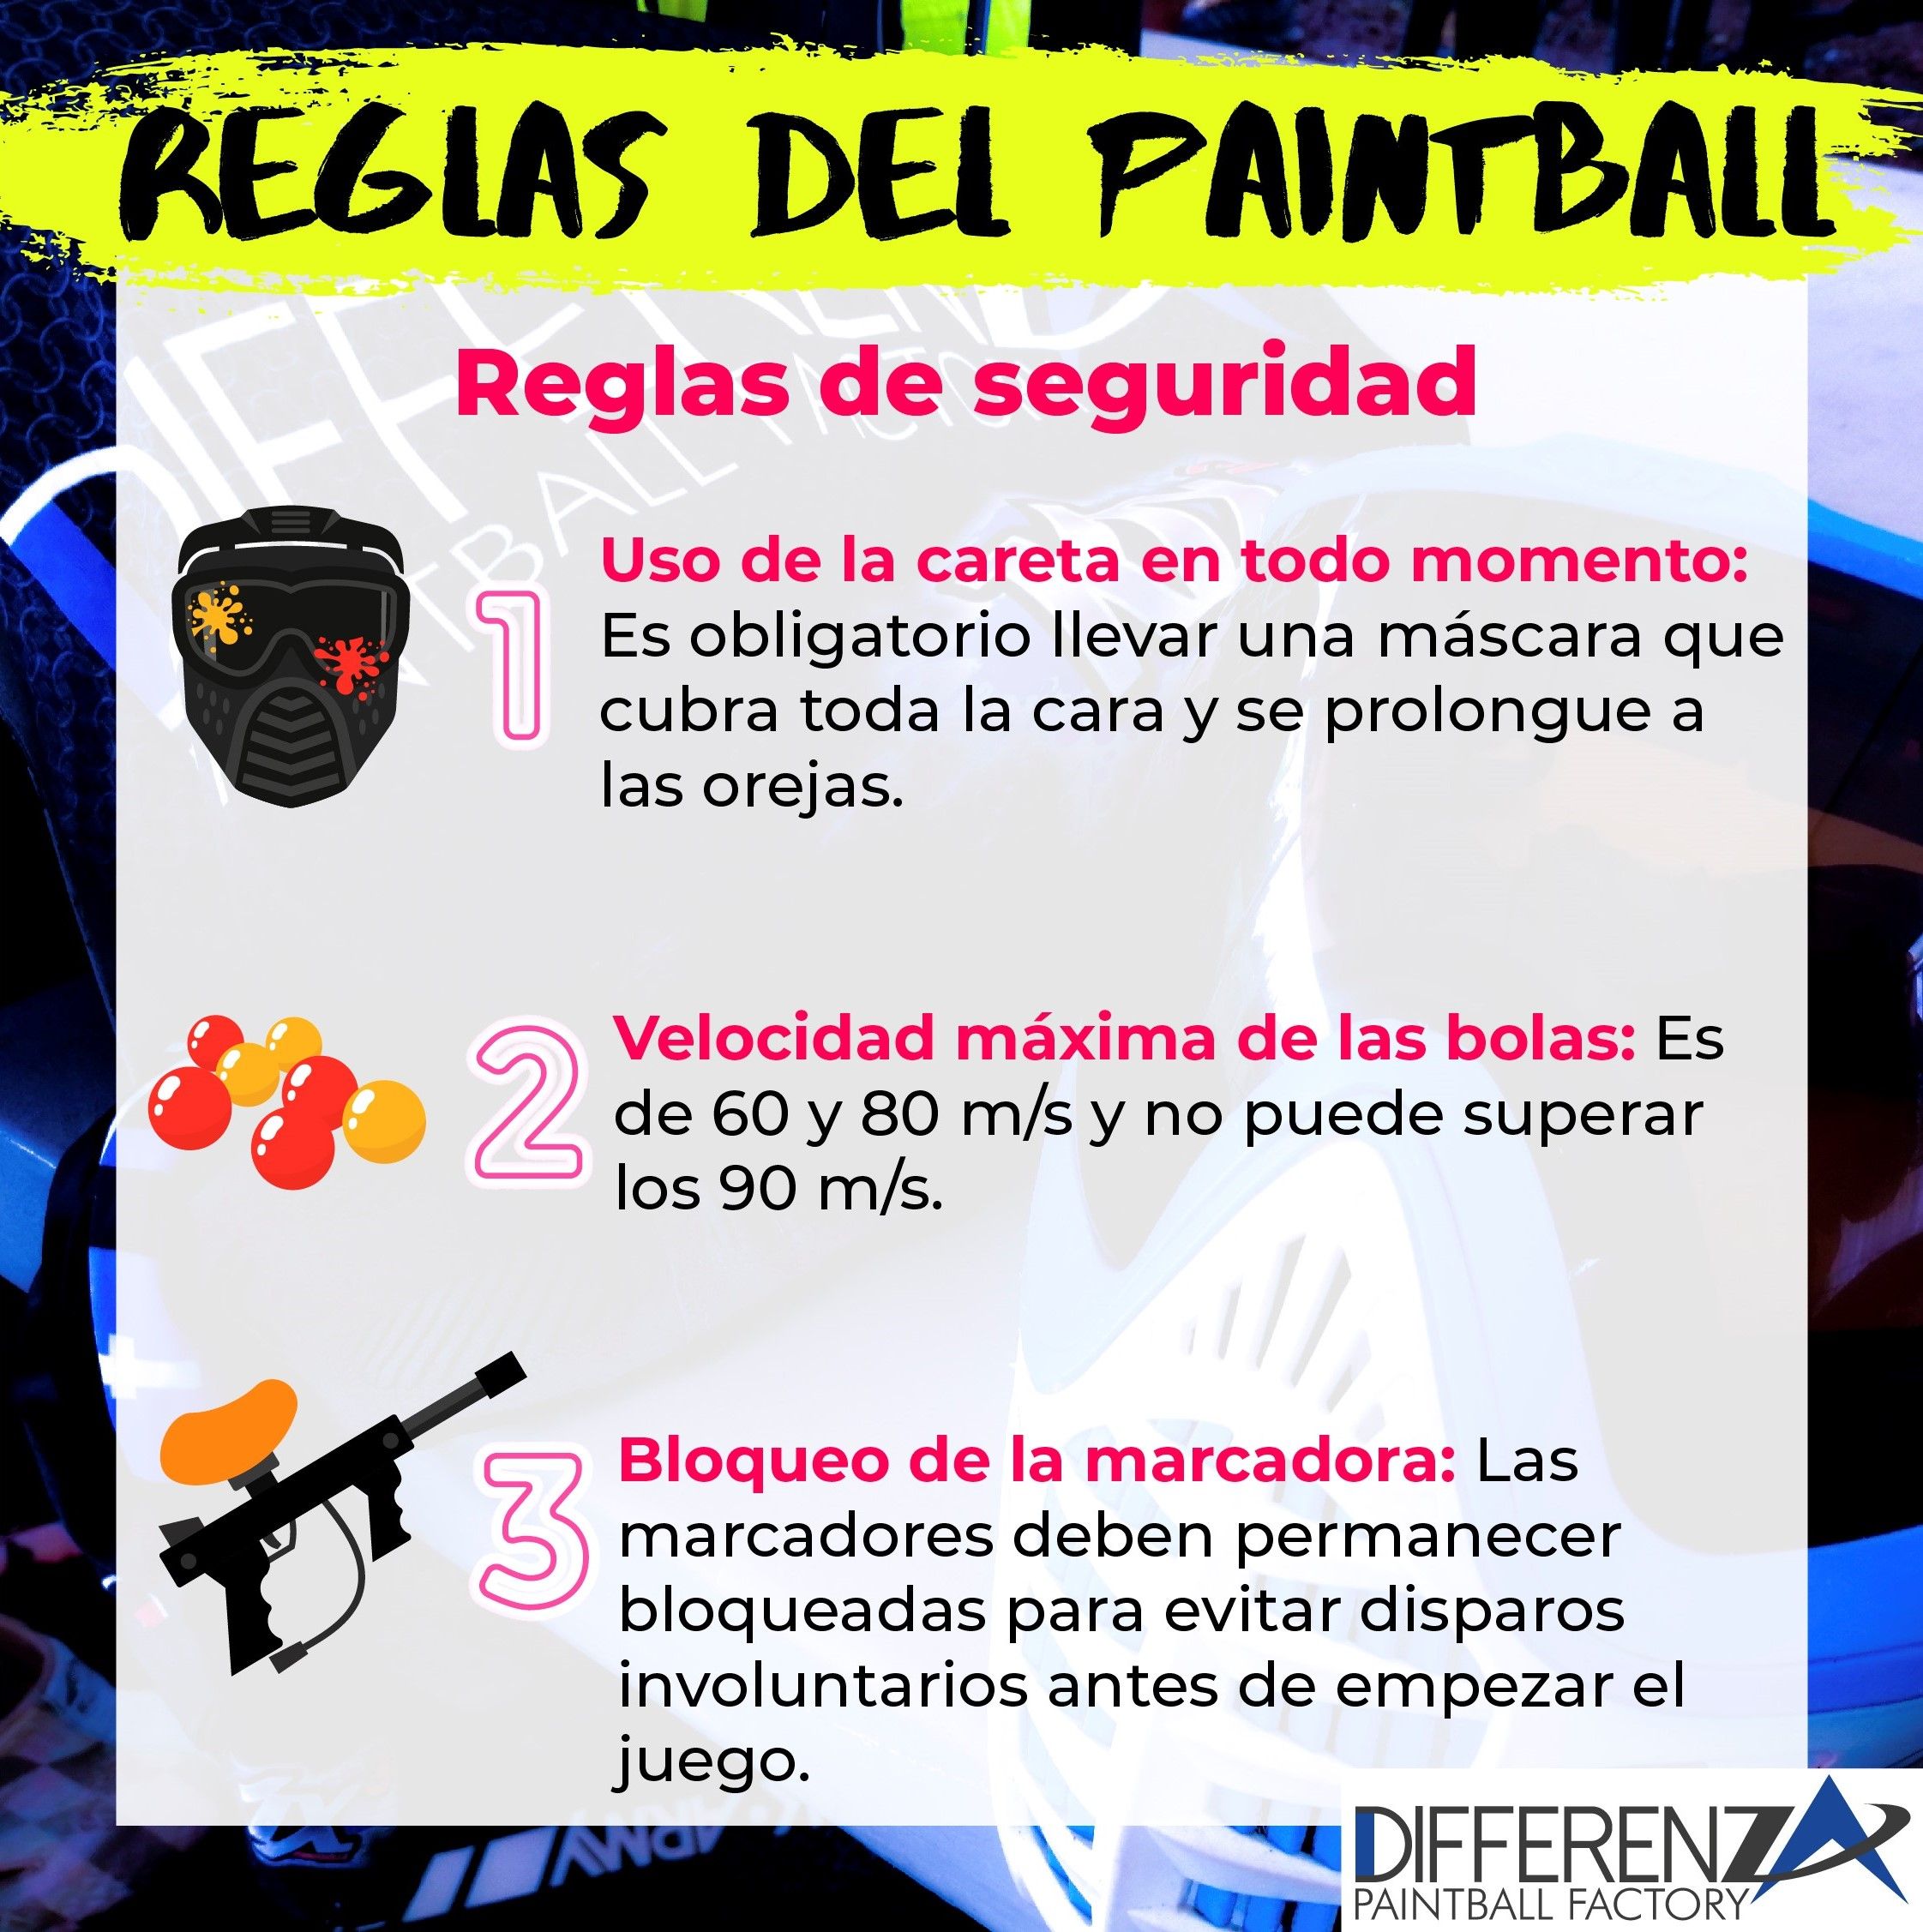 REGLAS DEL PAINTBALL
Reglas de seguridad
1
Uso de la careta en todo momento:
Es obligatorio llevar una máscara que
cubra toda la cara y se prolongue a
las orejas.
2
Velocidad máxima de las bolas: Es
de 60 y 80 m/s y no puede superar
los 90 m/s.
3
Bloqueo de la marcadora: Las
marcadores deben permanecer
bloqueadas para evitar disparos
involuntarios antes de empezar el
juego.
DIFFERENZA
PAINTBALL FACTORY